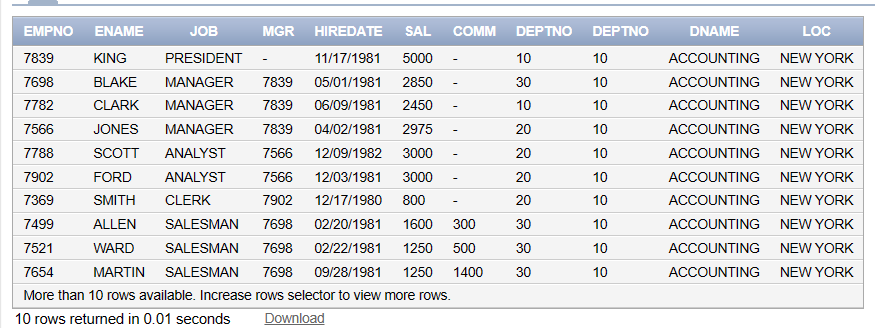 EMPNO ENAME JOB MGR HIREDATE SAL COMM DEPTNO DEPTNO DNAME LOC
7839 KING PRESIDENT - 11/17/1981 5000 - 10 10 ACCOUNTING NEW YORK
7698 BLAKE MANAGER 7839 05/01/1981 2850 - 30 10 ACCOUNTING NEW YORK
7782 CLARK MANAGER 7839 06/09/1981 2450 - 10 10 ACCOUNTING NEW YORK
7566 JONES MANAGER 7839 04/02/1981 2975 - 20 10 ACCOUNTING NEW YORK
7788 SCOTT ANALYST 7566 12/09/1982 3000 - 20 10 ACCOUNTING NEW YORK
7902 FORD ANALYST 7566 12/03/1981 3000 - 20 10 ACCOUNTING NEW YORK
7369 SMITH CLERK 7902 12/17/1980 800 - 20 10 ACCOUNTING NEW YORK
7499 ALLEN SALESMAN 7698 02/20/1981 1600 300 30 10 ACCOUNTING NEW YORK
7521 WARD SALESMAN 7698 02/22/1981 1250 500 30 10 ACCOUNTING NEW YORK
7654 MARTIN SALESMAN 7698 09/28/1981 1250 1400 30 10 ACCOUNTING NEW YORK
More than 10 rows available. Increase rows selector to view more rows.
10 rows returned in 0.01 seconds Download